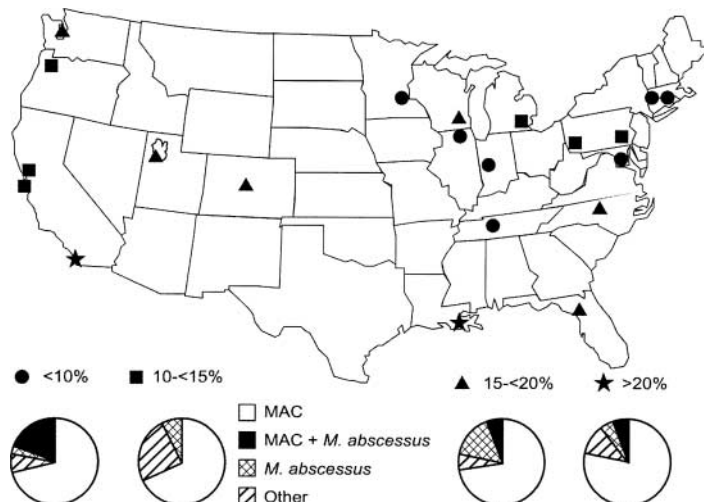 <10%
10-<15%
15-<20%
>20%
MAC
MAC + M. abscessus
M. abscessus
Other